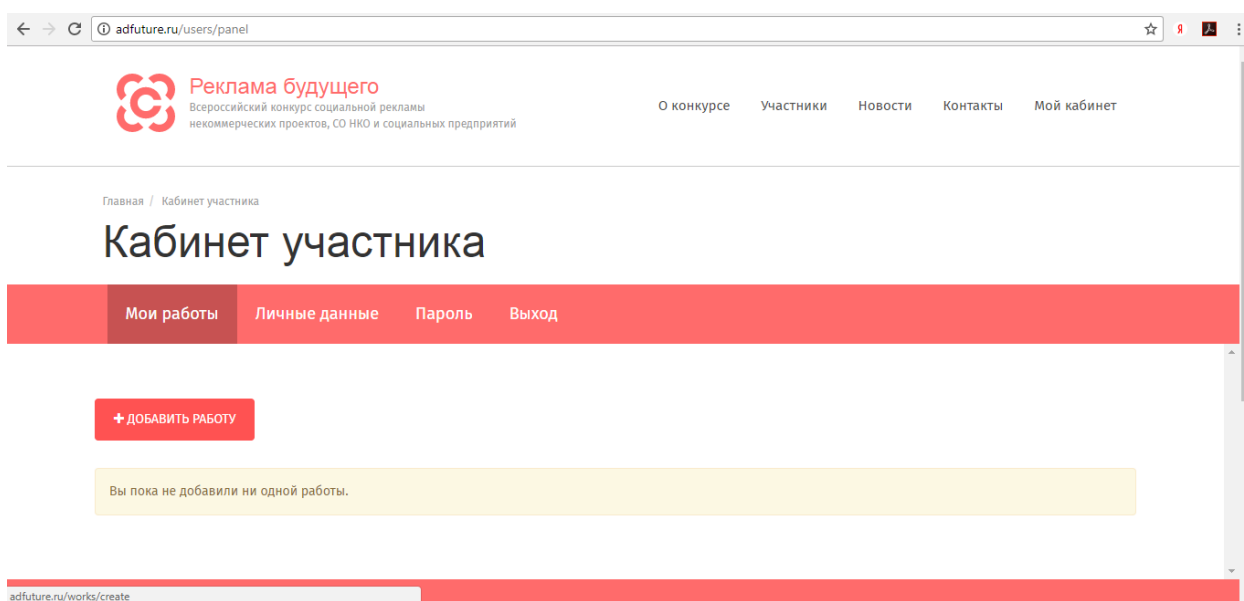 adfuture.ru/users/panel
Я
Реклама будущего
Всероссийский конкурс социальной рекламы
некоммерческих проектов, СО НКО и социальных предприятий
О конкурсе Участники Новости Контакты Мой кабинет
Главная / Кабинет участника
Кабинет участника
Мои работы Личные данные Пароль Выход
+ ДОБАВИТЬ РАБОТУ
Вы пока не добавили ни одной работы.
adfuture.ru/works/create